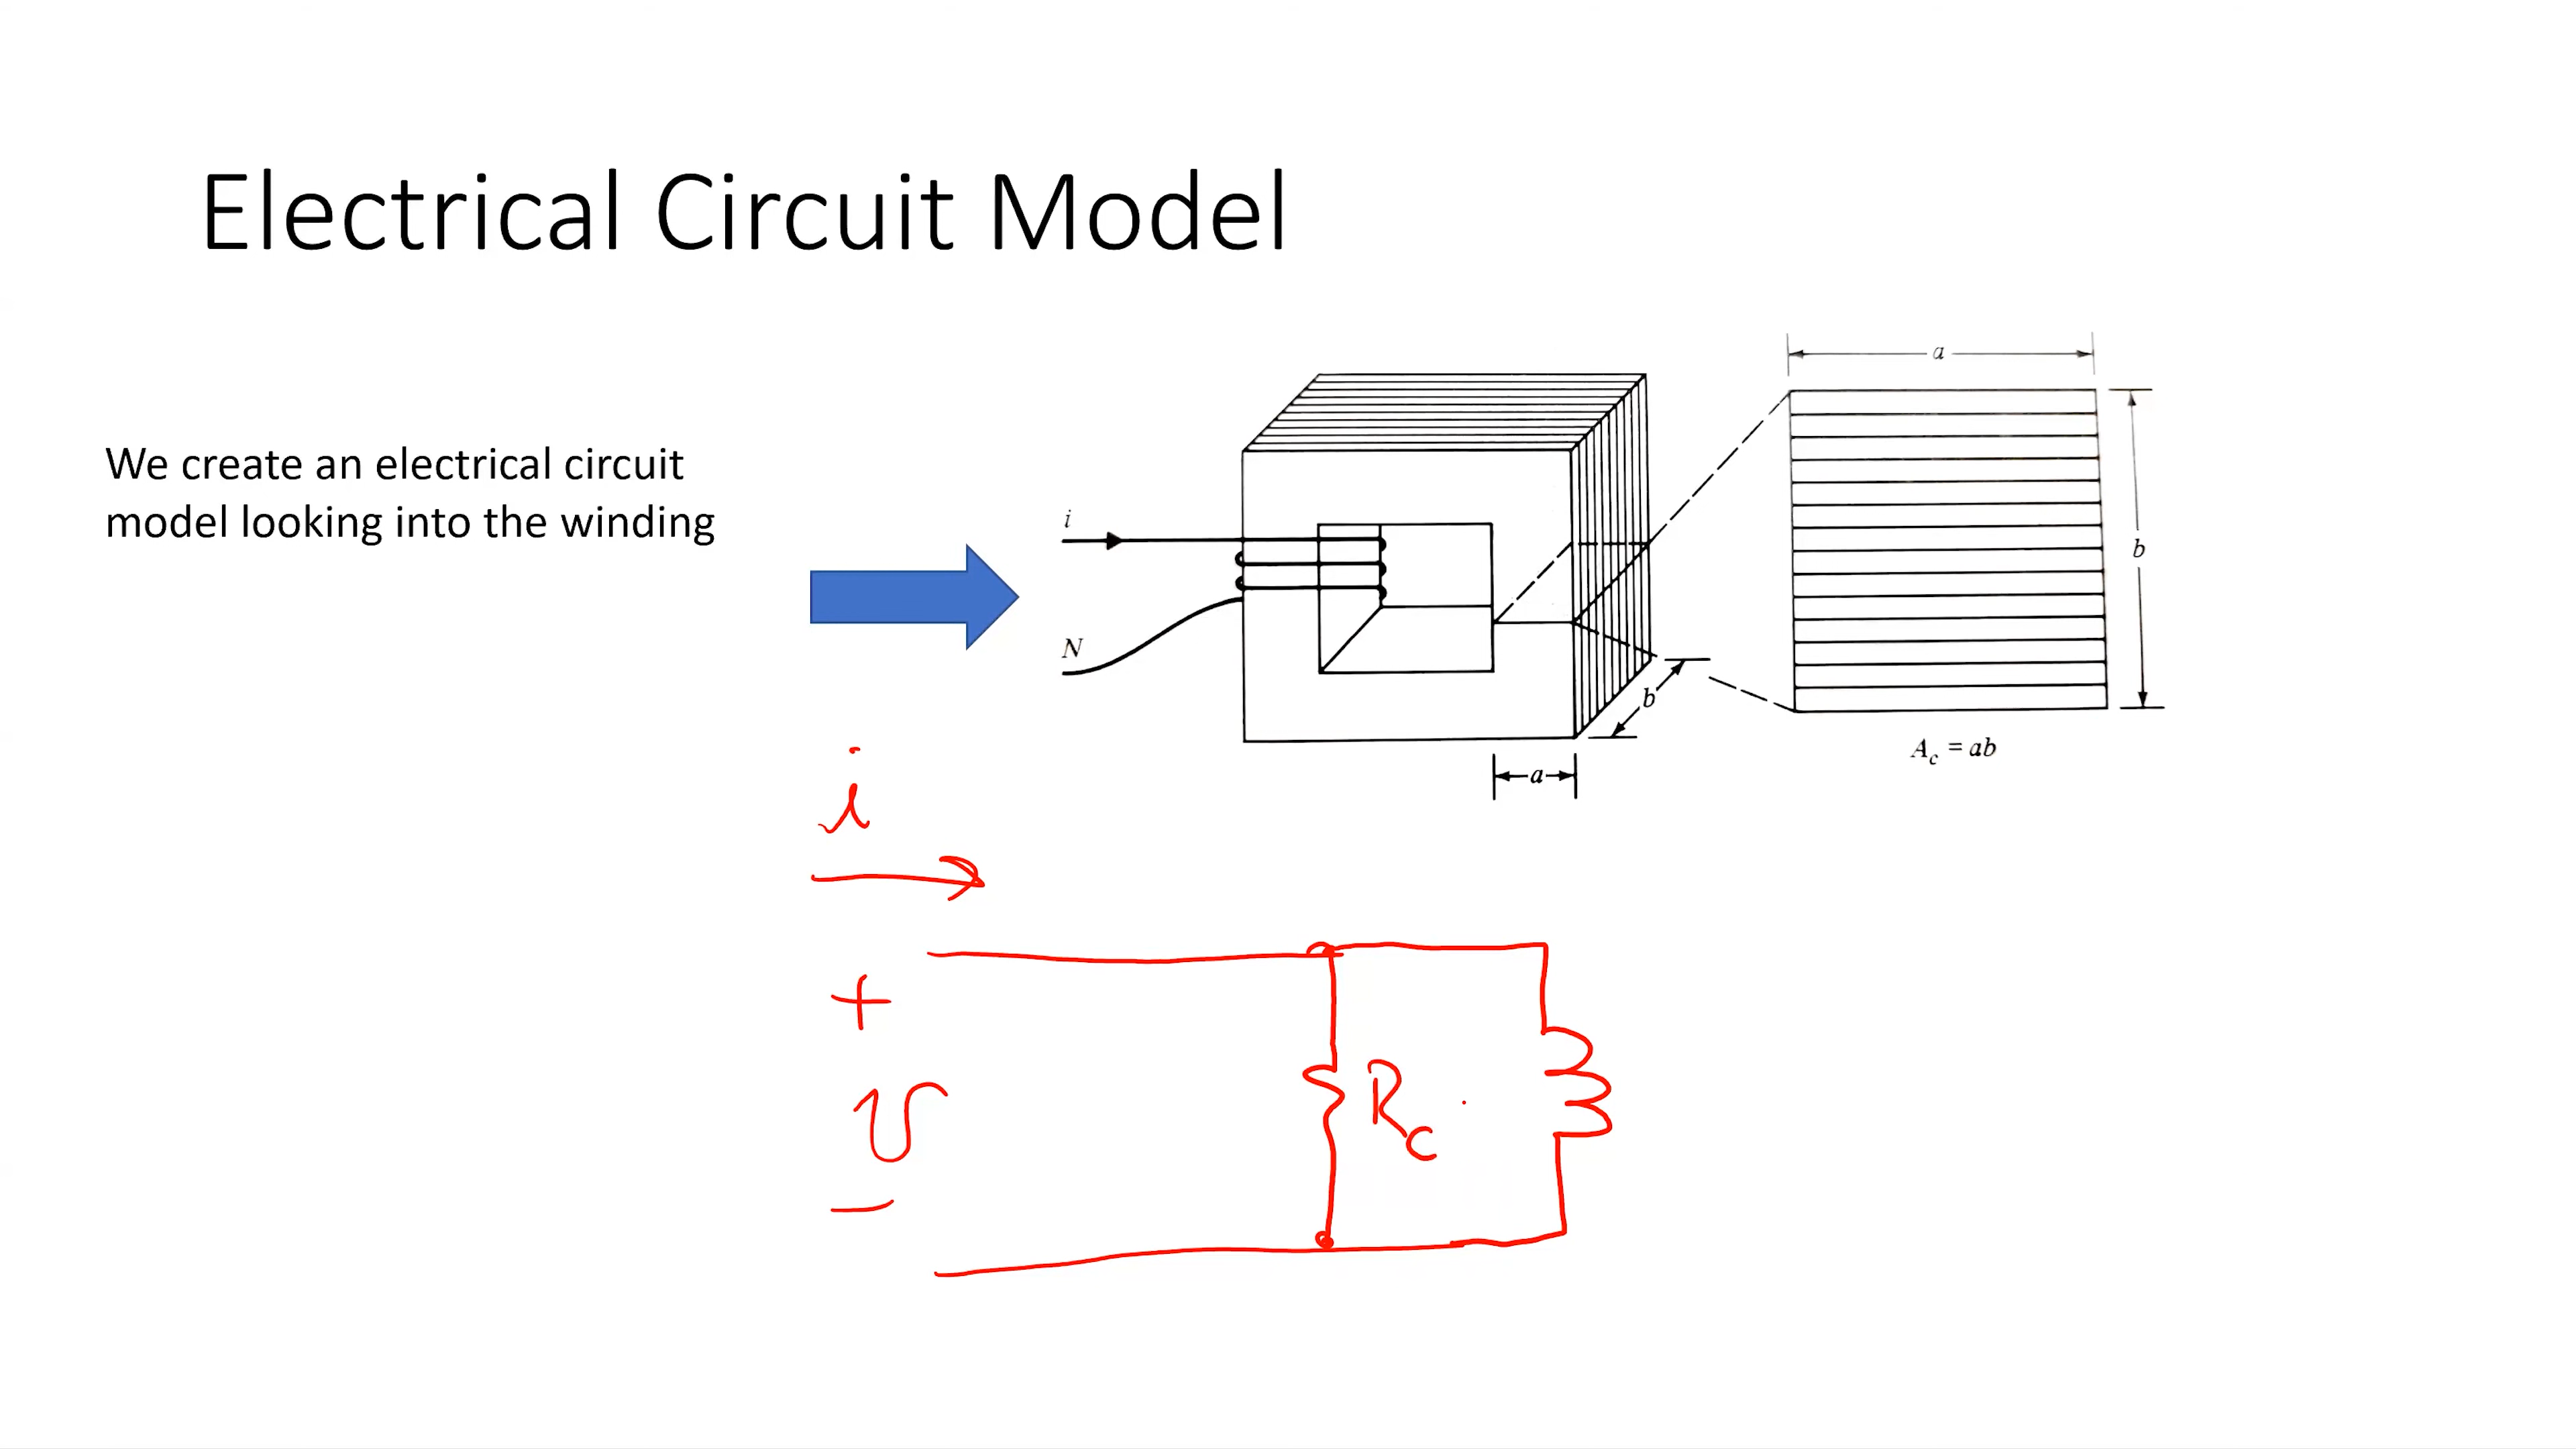 Electrical Circuit Model
We create an electrical circuit
model looking into the winding
i
N
a
b
a
b
A_c = ab
i
+
v
−
R_c